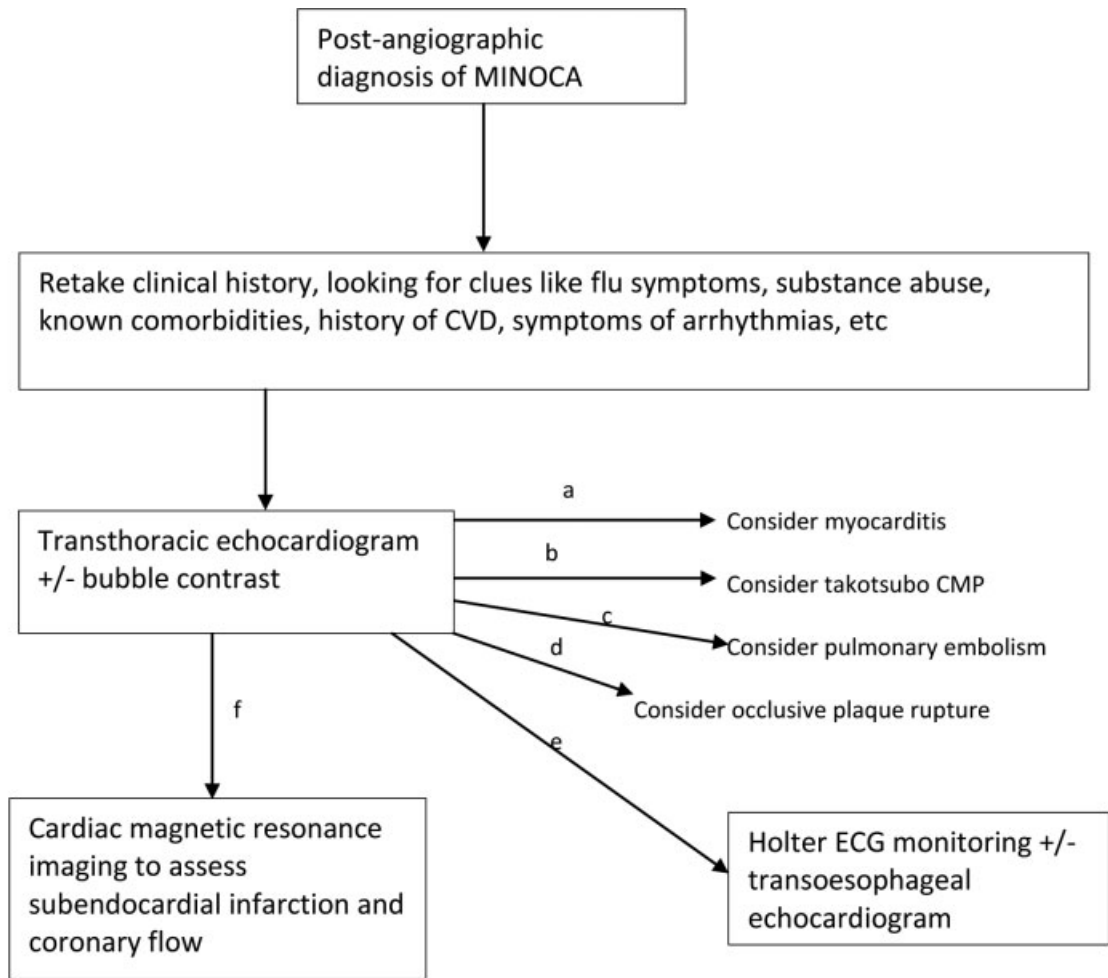 Post-angiographic
diagnosis of MINOCA
Retake clinical history, looking for clues like flu symptoms, substance abuse,
known comorbidities, history of CVD, symptoms of arrhythmias, etc
Transthoracic echocardiogram
+/- bubble contrast
a
Consider myocarditis
b
Consider takotsubo CMP
c
Consider pulmonary embolism
d
Consider occlusive plaque rupture
e
f
Cardiac magnetic resonance
imaging to assess
subendocardial infarction and
coronary flow
Holter ECG monitoring +/-
transoesophageal
echocardiogram